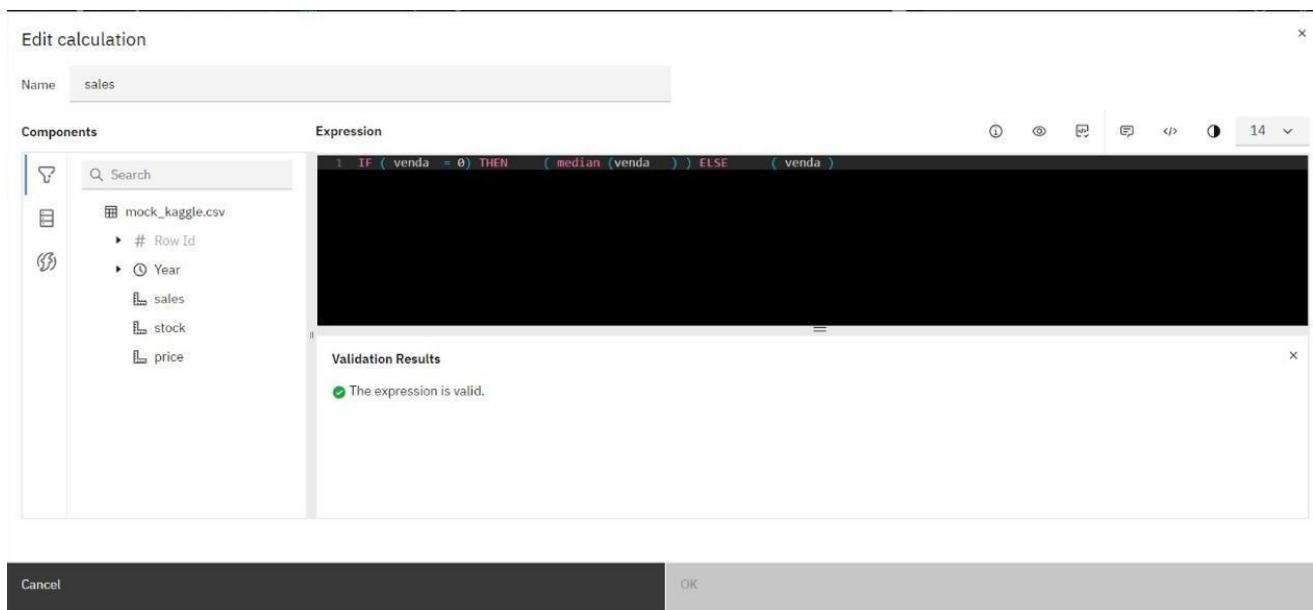 Edit calculation
Name sales
Components
Expression
14
Search
mock_kaggle.csv
# Row Id
Year
sales
stock
price
1 IF ( venda = 0) THEN ( median (venda ) ) ELSE ( venda )
Validation Results
The expression is valid.
Cancel
OK